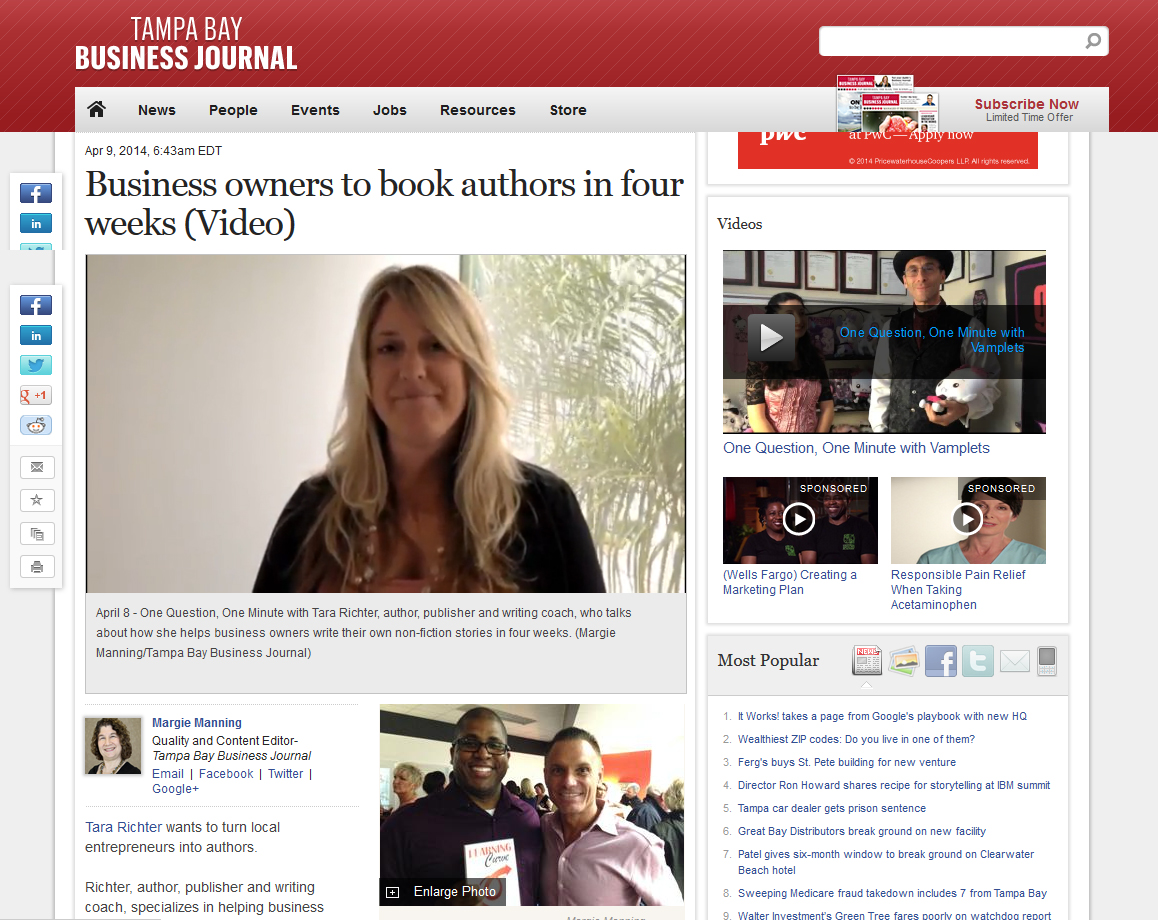 TAMPA BAY
BUSINESS JOURNAL
News People Events Jobs Resources Store
Subscribe Now
Limited Time Offer
pwc
at PwC — Apply now
© 2014 PricewaterhouseCoopers LLP. All rights reserved.
Apr 9, 2014, 6:43am EDT
Business owners to book authors in four
weeks (Video)
in
in
g +1
April 8 - One Question, One Minute with Tara Richter, author, publisher and writing coach, who talks
about how she helps business owners write their own non-fiction stories in four weeks. (Margie
Manning/Tampa Bay Business Journal)
Margie Manning
Quality and Content Editor-
Tampa Bay Business Journal
Email | Facebook | Twitter |
Google+
Tara Richter wants to turn local
entrepreneurs into authors.
Richter, author, publisher and writing
coach, specializes in helping business
LEARNING
Curve
Enlarge Photo
Margie Manning
Videos
One Question, One Minute with
Vamplets
One Question, One Minute with Vamplets
SPONSORED
(Wells Fargo) Creating a
Marketing Plan
SPONSORED
Responsible Pain Relief
When Taking
Acetaminophen
Most Popular
NEWS
1. It Works! takes a page from Google's playbook with new HQ
2. Wealthiest ZIP codes: Do you live in one of them?
3. Ferg's buys St. Pete building for new venture
4. Director Ron Howard shares recipe for storytelling at IBM summit
5. Tampa car dealer gets prison sentence
6. Great Bay Distributors break ground on new facility
7. Patel gives six-month window to break ground on Clearwater
Beach hotel
8. Sweeping Medicare fraud takedown includes 7 from Tampa Bay
9. Walter Investment's Green Tree fares poorly on watchdog report